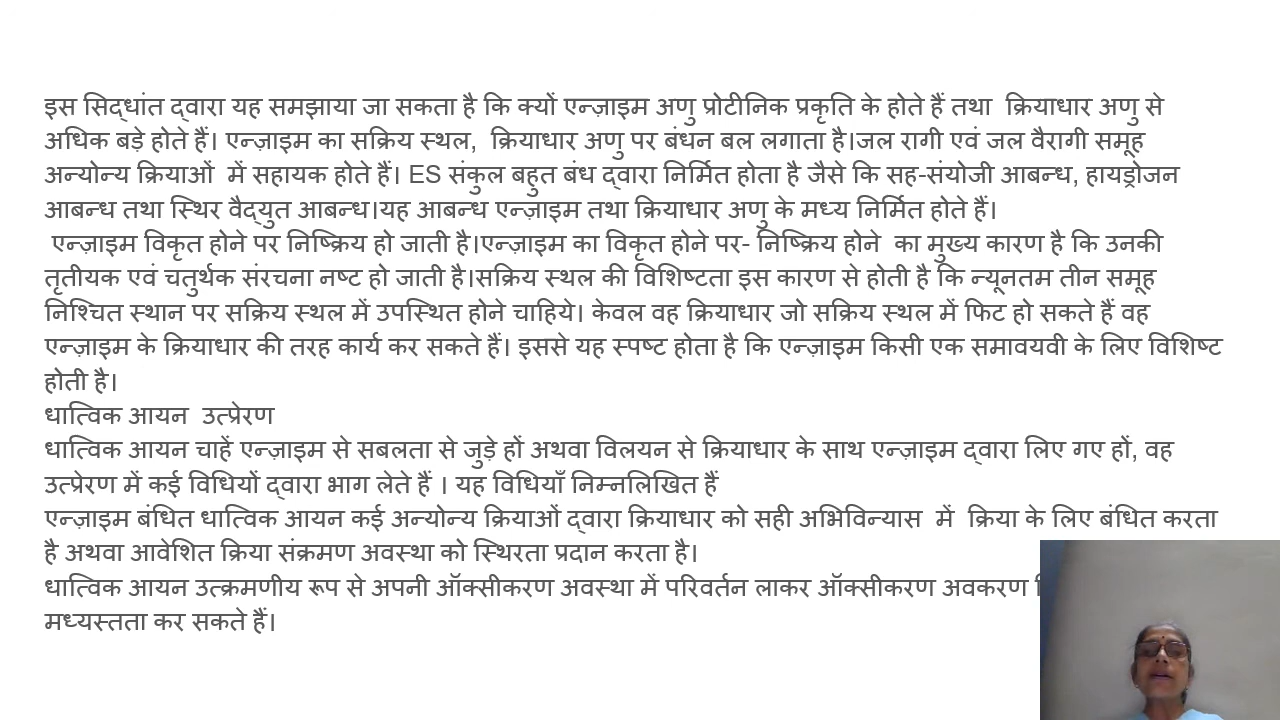 इस सिद्धांत द्वारा यह समझाया जा सकता है कि क्यों एन्ज़ाइम अणु प्रोटीनिक प्रकृति के होते हैं तथा  क्रियाधार अणु से
अधिक बड़े होते हैं। एन्ज़ाइम का सक्रिय स्थल,  क्रियाधार अणु पर बंधन बल लगाता है।जल रागी एवं जल वैरागी समूह
अन्योन्य क्रियाओं  में सहायक होते हैं। ES संकुल बहुत बंध द्वारा निर्मित होता है जैसे कि सह-संयोजी आबन्ध, हायड्रोजन
आबन्ध तथा स्थिर वैद्युत आबन्ध।यह आबन्ध एन्ज़ाइम तथा क्रियाधार अणु के मध्य निर्मित होते हैं।
एन्ज़ाइम विकृत होने पर निष्क्रिय हो जाती है।एन्ज़ाइम का विकृत होने पर- निष्क्रिय होने  का मुख्य कारण है कि उनकी
तृतीयक एवं चतुर्थक संरचना नष्ट हो जाती है।सक्रिय स्थल की विशिष्टता इस कारण से होती है कि न्यूनतम तीन समूह
निश्चित स्थान पर सक्रिय स्थल में उपस्थित होने चाहिये। केवल वह क्रियाधार जो सक्रिय स्थल में फिट हो सकते हैं वह
एन्ज़ाइम के क्रियाधार की तरह कार्य कर सकते हैं। इससे यह स्पष्ट होता है कि एन्ज़ाइम किसी एक समावयवी के लिए विशिष्ट
होती है।
धात्विक आयन  उत्प्रेरण
धात्विक आयन चाहें एन्ज़ाइम से सबलता से जुड़े हों अथवा विलयन से क्रियाधार के साथ एन्ज़ाइम द्वारा लिए गए हों, वह
उत्प्रेरण में कई विधियों द्वारा भाग लेते हैं । यह विधियाँ निम्नलिखित हैं
एन्ज़ाइम बंधित धात्विक आयन कई अन्योन्य क्रियाओं द्वारा क्रियाधार को सही अभिविन्यास  में  क्रिया के लिए बंधित करता
है अथवा आवेशित क्रिया संक्रमण अवस्था को स्थिरता प्रदान करता है।
धात्विक आयन उत्क्रमणीय रूप से अपनी ऑक्सीकरण अवस्था में परिवर्तन लाकर ऑक्सीकरण अवकरण
मध्यस्तता कर सकते हैं।